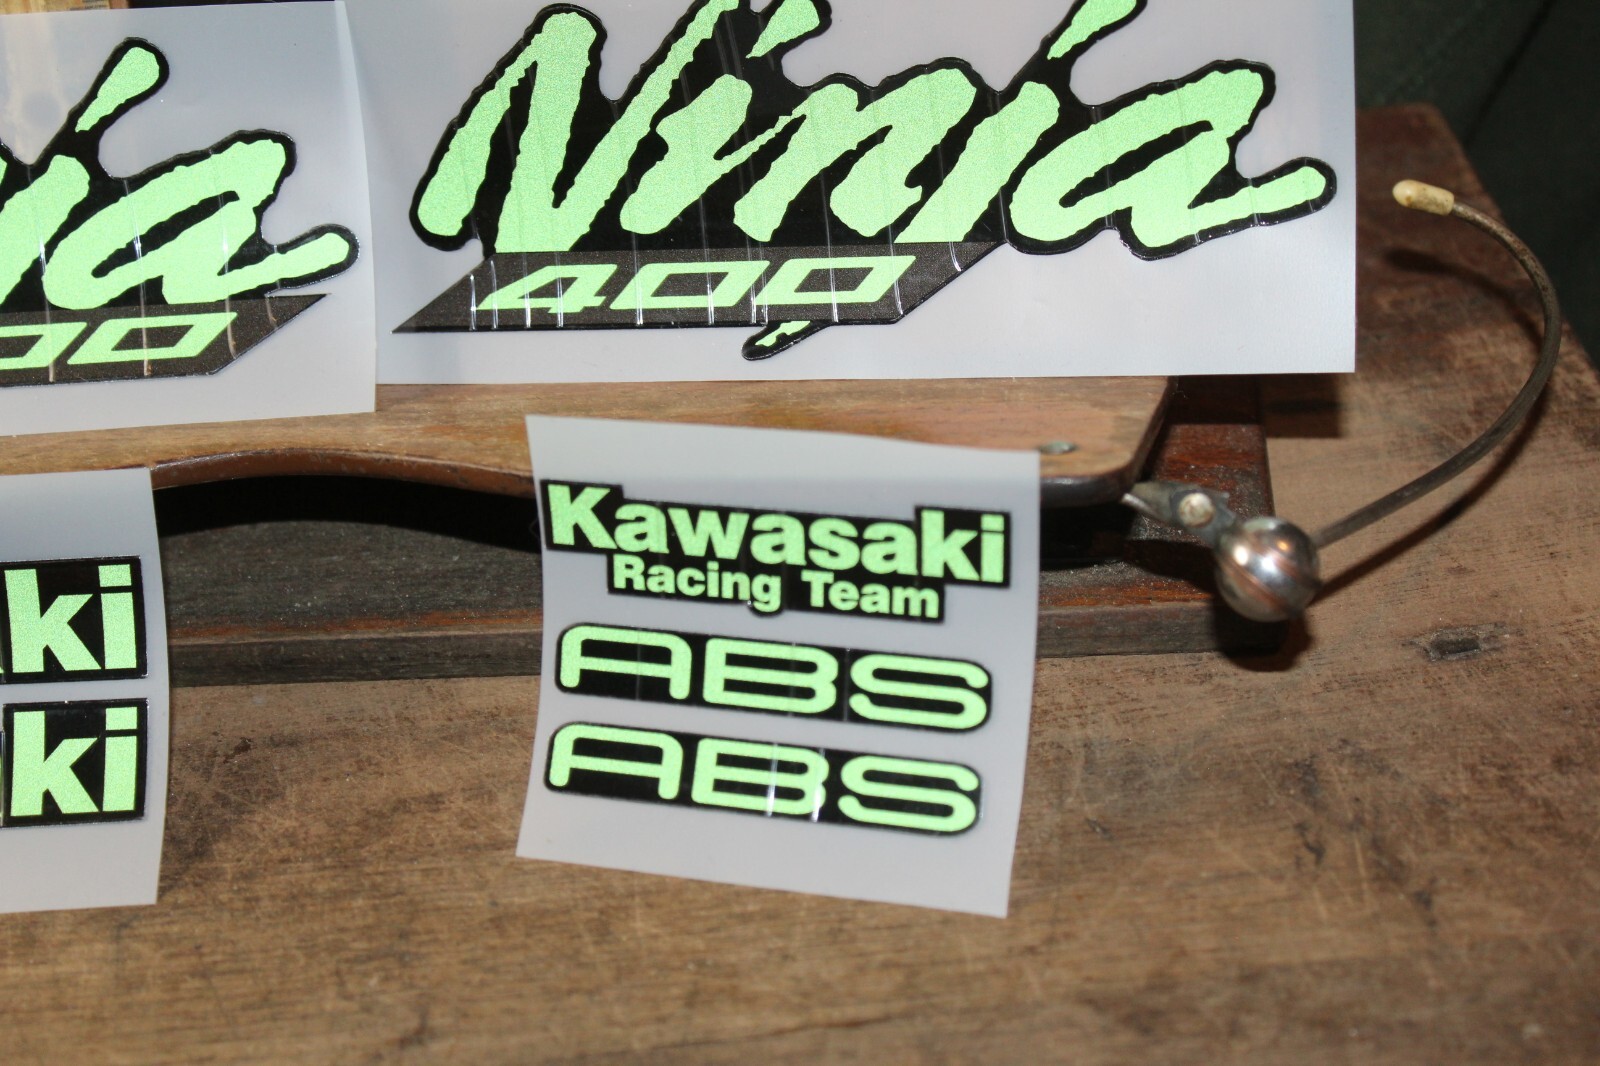 Ninja
400
Kawasaki
Racing Team
ABS
ABS